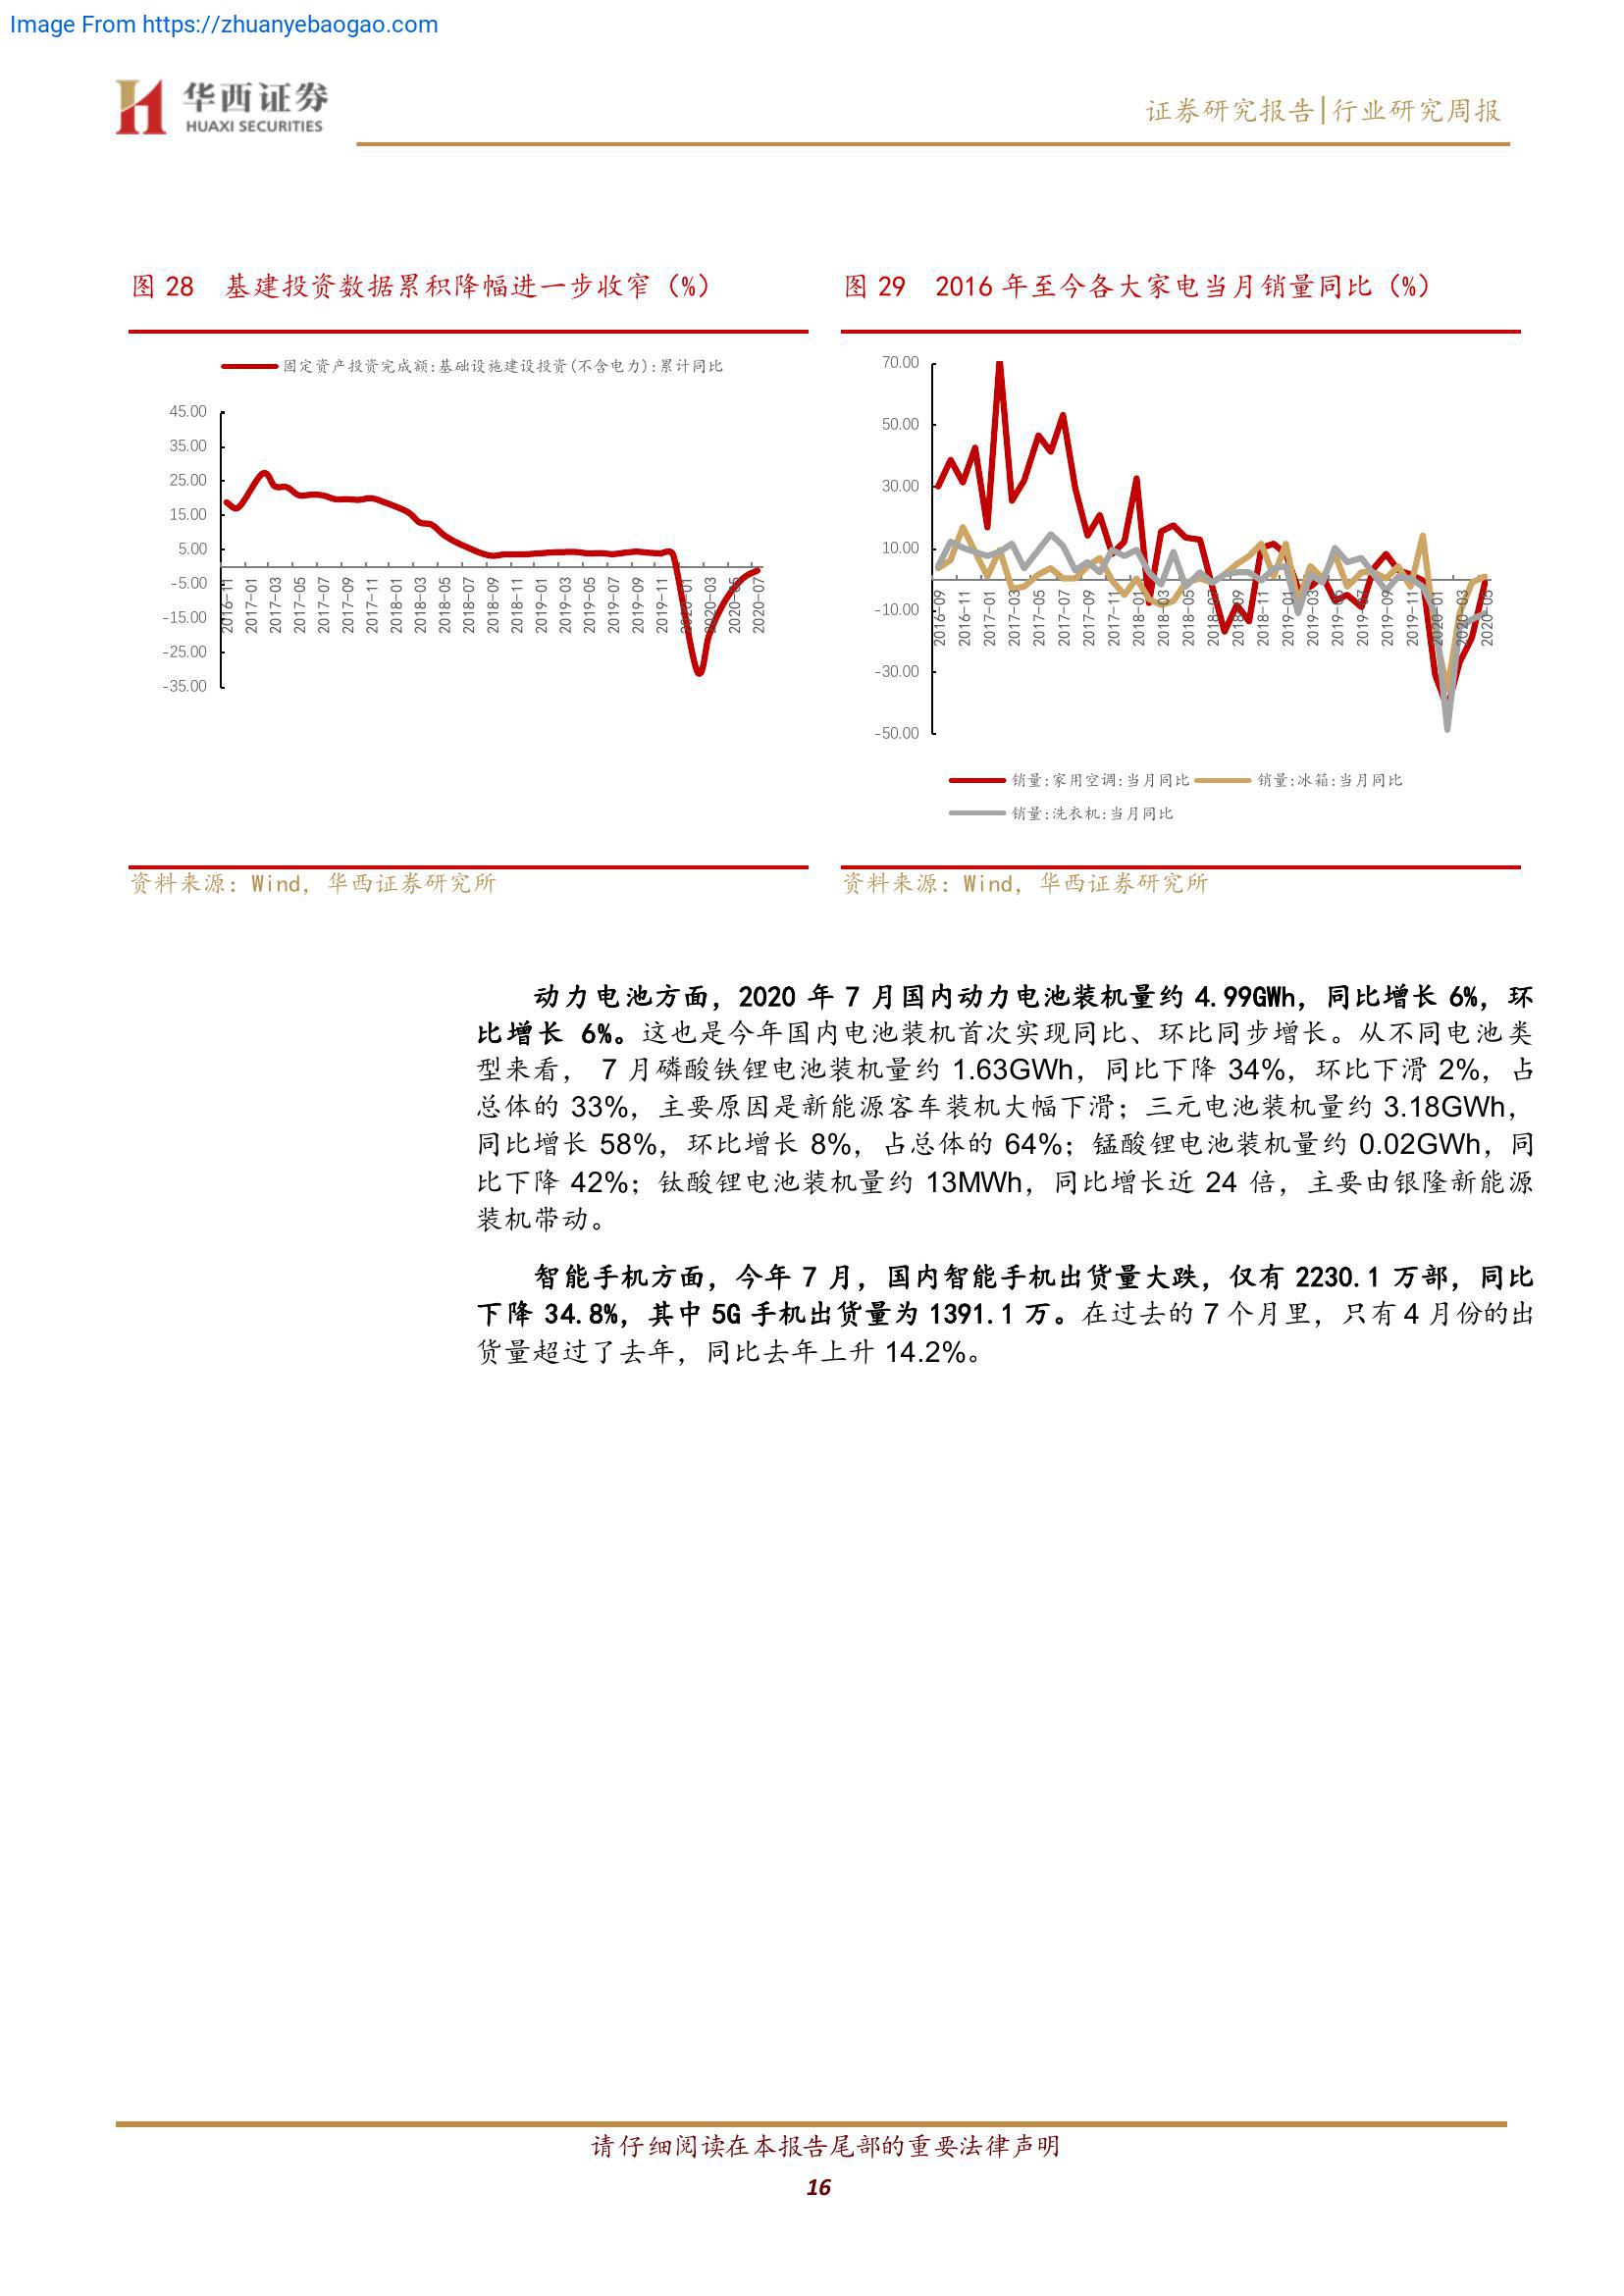 Image From https://zhuanyebaogao.com
华西证券
HUAXI SECURITIES
证券研究报告|行业研究周报
图 28 基建投资数据累积降幅进一步收窄（%）
固定资产投资完成额:基础设施建设投资(不含电力):累计同比
45.00
35.00
25.00
15.00
5.00
-5.00
-15.00
-25.00
-35.00
2016-11
2017-01
2017-03
2017-05
2017-07
2017-09
2017-11
2018-01
2018-03
2018-05
2018-07
2018-09
2018-11
2019-01
2019-03
2019-05
2019-07
2019-09
2019-11
2020-01
2020-03
2020-05
2020-07
资料来源：Wind，华西证券研究所
图 29 2016 年至今各大家电当月销量同比（%）
70.00
50.00
30.00
10.00
-10.00
-30.00
-50.00
2016-09
2016-11
2017-01
2017-03
2017-05
2017-07
2017-09
2017-11
2018-01
2018-03
2018-05
2018-07
2018-09
2018-11
2019-01
2019-03
2019-05
2019-07
2019-09
2019-11
2020-01
2020-03
2020-05
销量:家用空调:当月同比
销量:冰箱:当月同比
销量:洗衣机:当月同比
资料来源：Wind，华西证券研究所
动力电池方面，2020 年 7 月国内动力电池装机量约 4.99GWh，同比增长 6%，环
比增长 6%。这也是今年国内电池装机首次实现同比、环比同步增长。从不同电池类
型来看， 7 月磷酸铁锂电池装机量约 1.63GWh，同比下降 34%，环比下滑 2%，占
总体的 33%，主要原因是新能源客车装机大幅下滑；三元电池装机量约 3.18GWh，
同比增长 58%，环比增长 8%，占总体的 64%；锰酸锂电池装机量约 0.02GWh，同
比下降 42%；钛酸锂电池装机量约 13MWh，同比增长近 24 倍，主要由银隆新能源
装机带动。
智能手机方面，今年 7 月，国内智能手机出货量大跌，仅有 2230.1 万部，同比
下降 34.8%，其中 5G 手机出货量为 1391.1 万。在过去的 7 个月里，只有 4 月份的出
货量超过了去年，同比去年上升 14.2%。
请仔细阅读在本报告尾部的重要法律声明
16